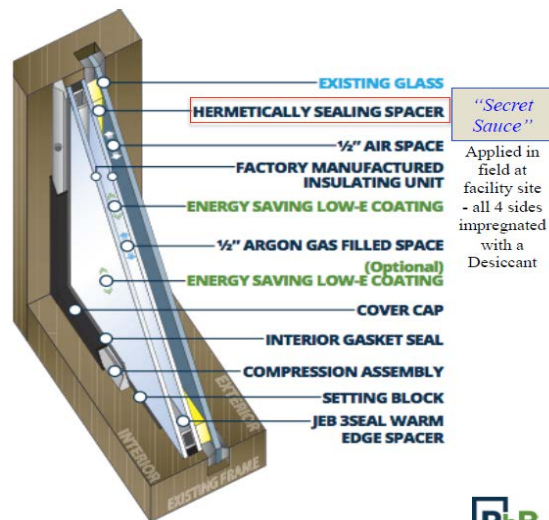 EXISTING GLASS
HERMETICALLY SEALING SPACER
½" AIR SPACE
FACTORY MANUFACTURED
INSULATING UNIT
ENERGY SAVING LOW-E COATING
½" ARGON GAS FILLED SPACE
(Optional)
ENERGY SAVING LOW-E COATING
COVER CAP
INTERIOR GASKET SEAL
COMPRESSION ASSEMBLY
SETTING BLOCK
JEB 3SEAL WARM
EDGE SPACER
"Secret
Sauce"
Applied in
field at
facility site
- all 4 sides
impregnated
with a
Desiccant
INTERIOR
EXTERIOR
EXISTING FRAME